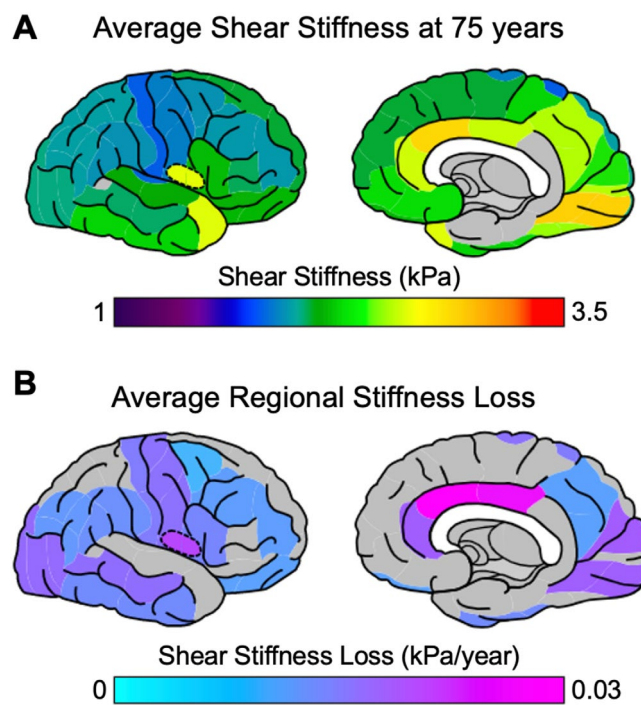 A
Average Shear Stiffness at 75 years
Shear Stiffness (kPa)
1
3.5
B
Average Regional Stiffness Loss
Shear Stiffness Loss (kPa/year)
0
0.03